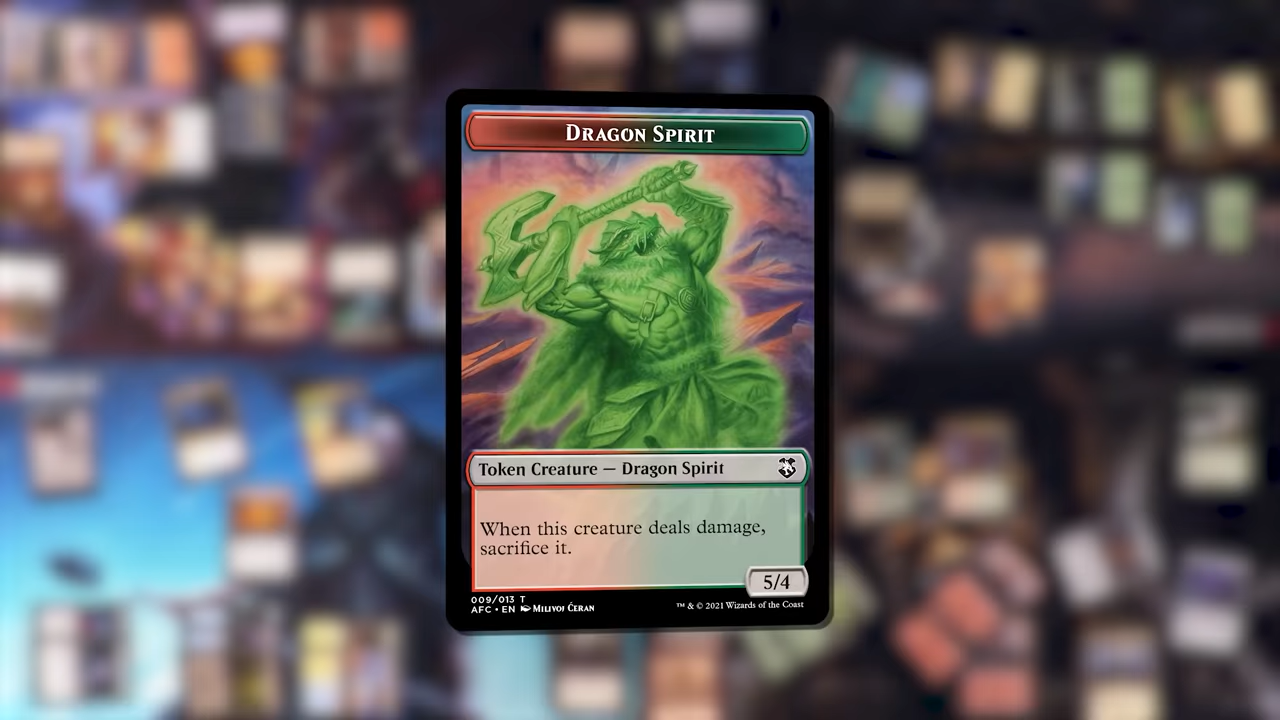 DRAGON SPIRIT
Token Creature — Dragon Spirit
When this creature deals damage,
sacrifice it.
5/4
009/013 T
AFC • EN MILIVOJ ĆERAN
™ & © 2021 Wizards of the Coast